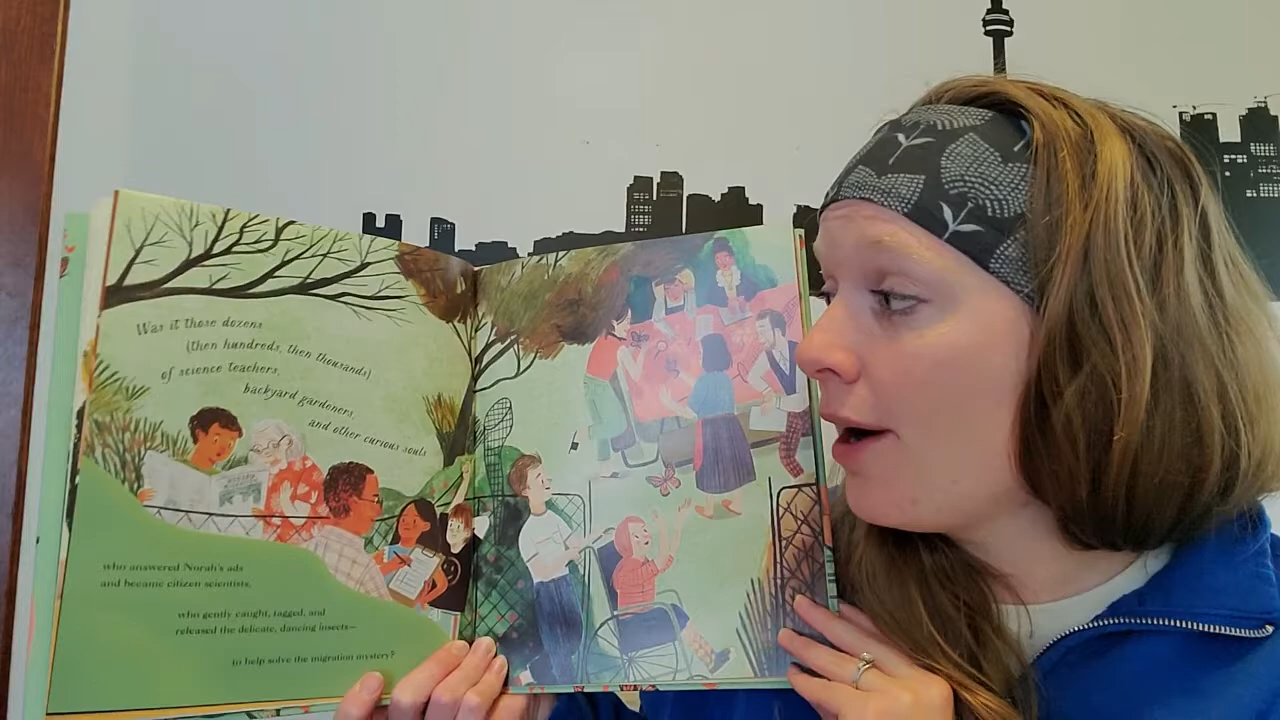 Was it those dozens
(then hundreds, then thousands)
of science teachers,
backyard gardeners,
and other curious souls
who answered Norah's ads
and became citizen scientists,
who gently caught, tagged, and
released the delicate, dancing insects—
to help solve the migration mystery?